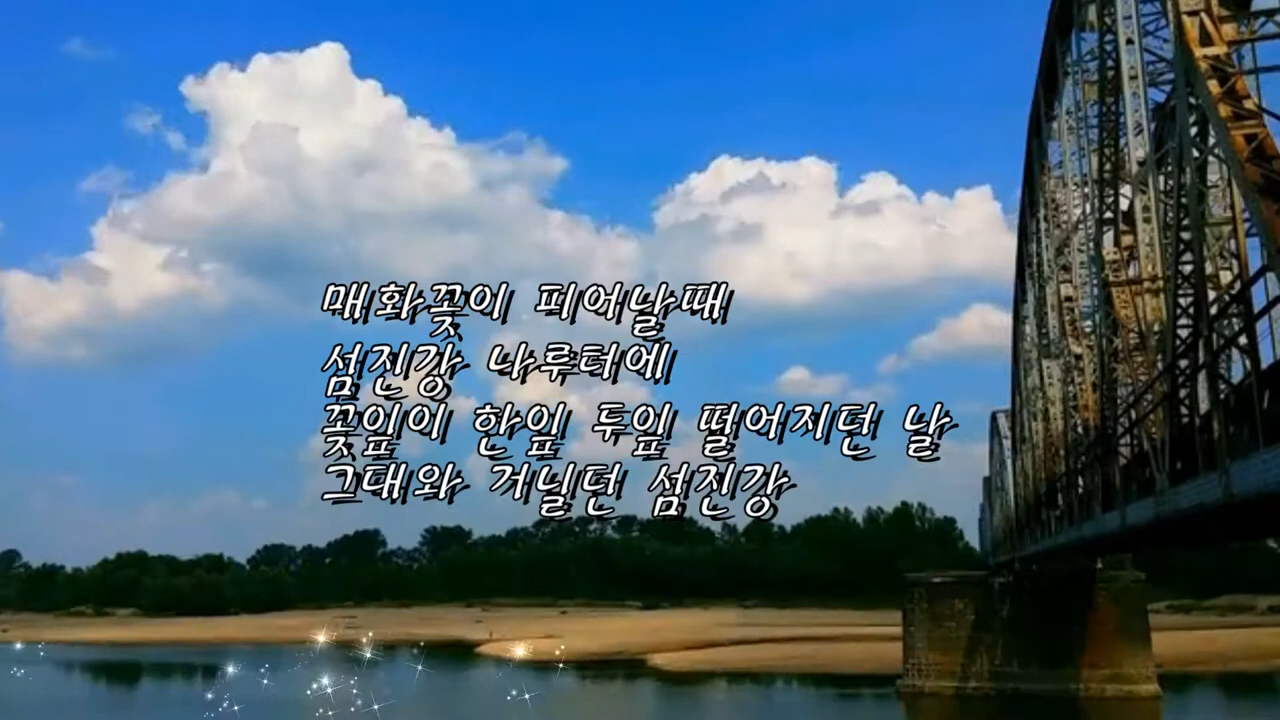 매화꽃이 피어날때
섬진강 나루터에
꽃잎이 한잎 두잎 떨어지던 날
그대와 거닐던 섬진강